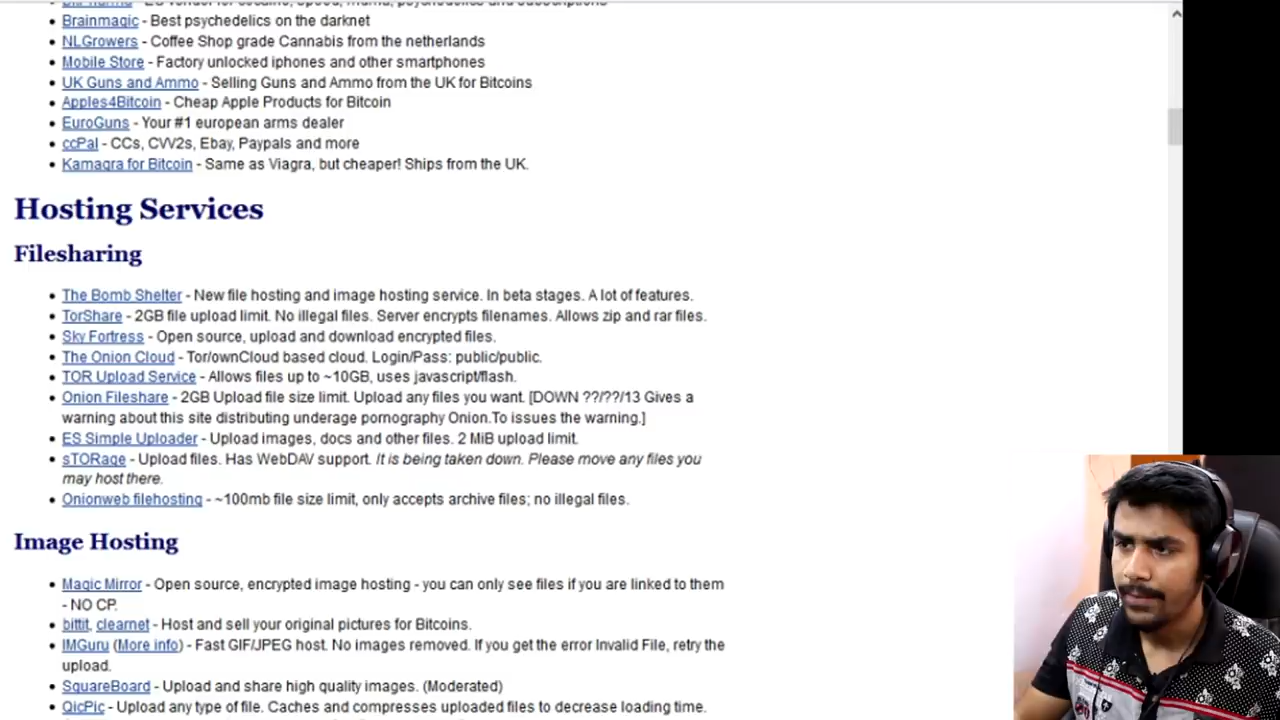 Brainmagic - Best psychedelics on the darknet
NLGrowers - Coffee Shop grade Cannabis from the netherlands
Mobile Store - Factory unlocked iphones and other smartphones
UK Guns and Ammo - Selling Guns and Ammo from the UK for Bitcoins
Apples4Bitcoin - Cheap Apple Products for Bitcoin
EuroGuns - Your #1 european arms dealer
ccPal - CCs, CVV2s, Ebay, Paypals and more
Kamagra for Bitcoin - Same as Viagra, but cheaper! Ships from the UK.
Hosting Services
Filesharing
The Bomb Shelter - New file hosting and image hosting service. In beta stages. A lot of features.
TorShare - 2GB file upload limit. No illegal files. Server encrypts filenames. Allows zip and rar files.
Sky Fortress - Open source, upload and download encrypted files.
The Onion Cloud - Tor/ownCloud based cloud. Login/Pass: public/public.
TOR Upload Service - Allows files up to ~10GB, uses javascript/flash.
Onion Fileshare - 2GB Upload file size limit. Upload any files you want. [DOWN ??/??/13 Gives a
warning about this site distributing underage pornography Onion.To issues the warning.]
ES Simple Uploader - Upload images, docs and other files. 2 MiB upload limit.
sTORage - Upload files. Has WebDAV support. It is being taken down. Please move any files you
may host there.
Onionweb filehosting - ~100mb file size limit, only accepts archive files; no illegal files.
Image Hosting
Magic Mirror - Open source, encrypted image hosting - you can only see files if you are linked to them
- NO CP.
bittit, clearnet - Host and sell your original pictures for Bitcoins.
IMGuru (More info) - Fast GIF/JPEG host. No images removed. If you get the error Invalid File, retry the
upload.
SquareBoard - Upload and share high quality images. (Moderated)
QicPic - Upload any type of file. Caches and compresses uploaded files to decrease loading time.